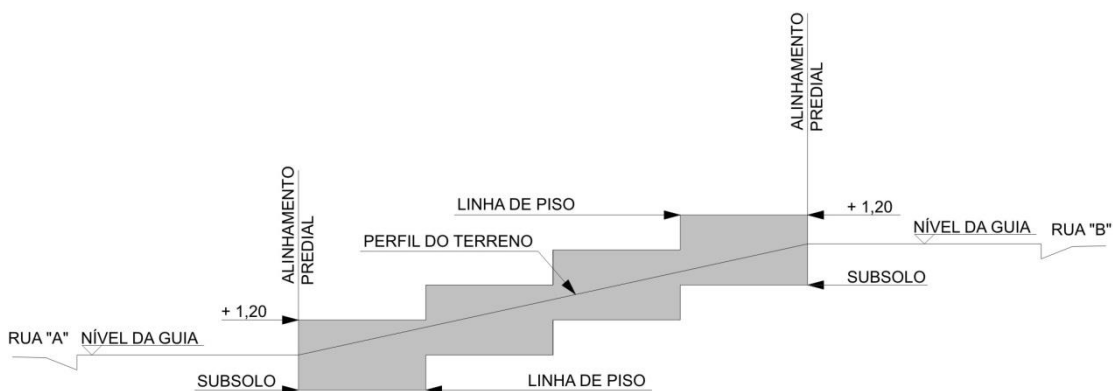 ALINHAMENTO
PREDIAL
ALINHAMENTO
PREDIAL
LINHA DE PISO
+ 1,20
PERFIL DO TERRENO
NÍVEL DA GUIA
RUA "B"
SUBSOLO
+ 1,20
RUA "A"
NÍVEL DA GUIA
SUBSOLO
LINHA DE PISO